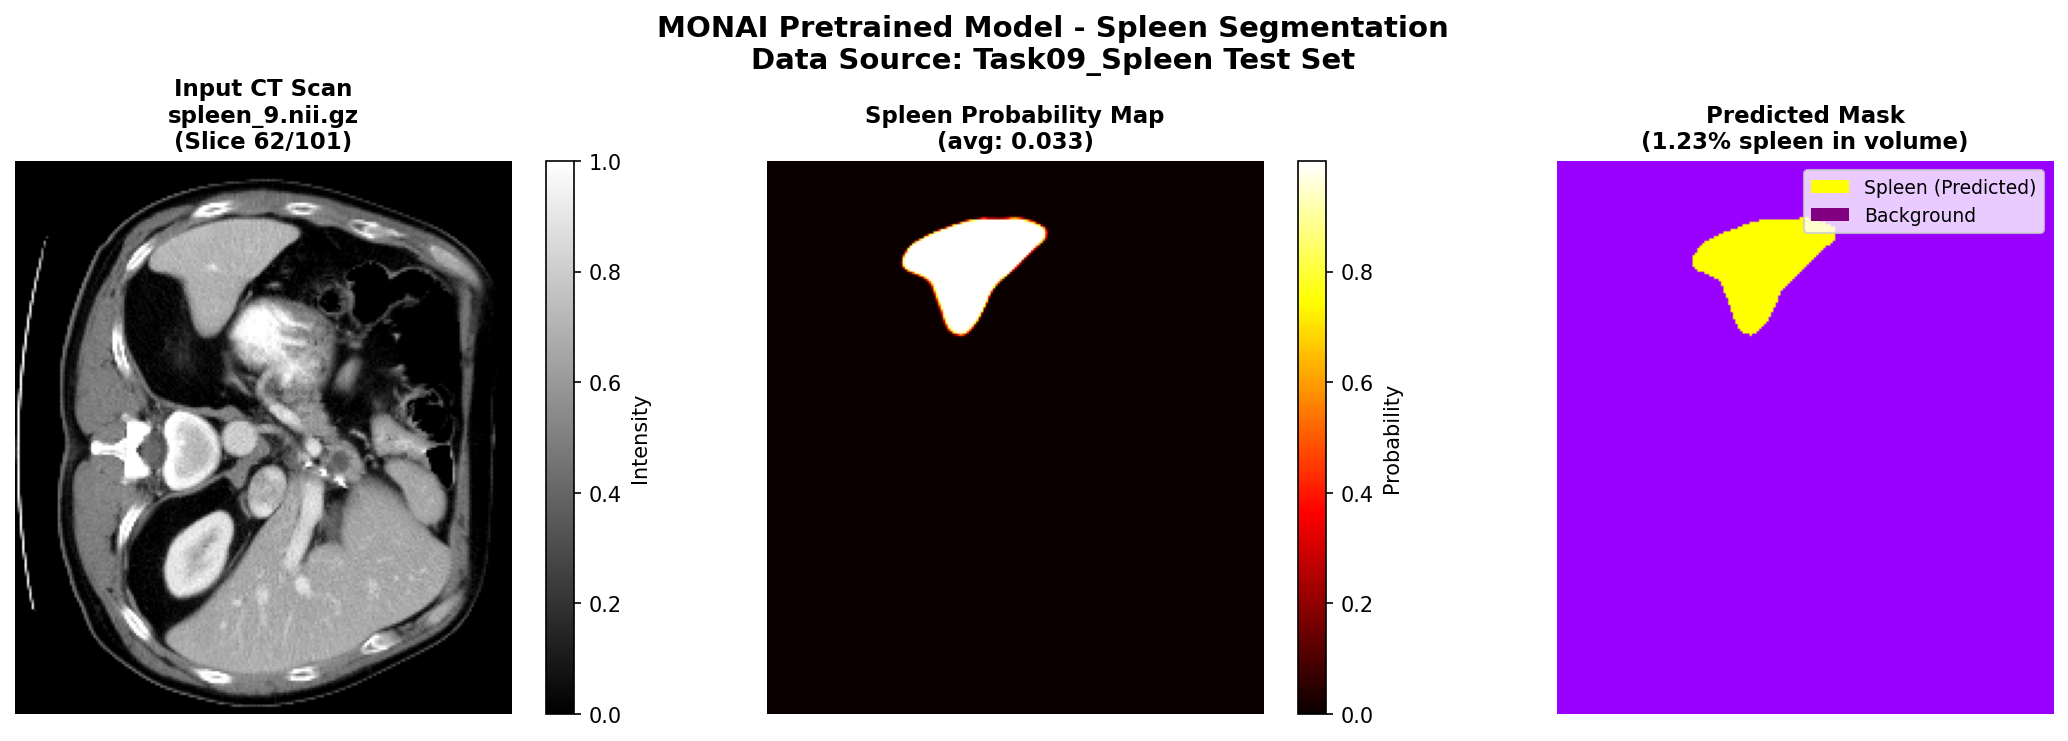 MONAI Pretrained Model - Spleen Segmentation
Data Source: Task09_Spleen Test Set
Input CT Scan
spleen_9.nii.gz
(Slice 62/101)
1.0
0.8
0.6
0.4
0.2
0.0
Intensity
Spleen Probability Map
(avg: 0.033)
0.8
0.6
0.4
0.2
0.0
Probability
Predicted Mask
(1.23% spleen in volume)
Spleen (Predicted)
Background